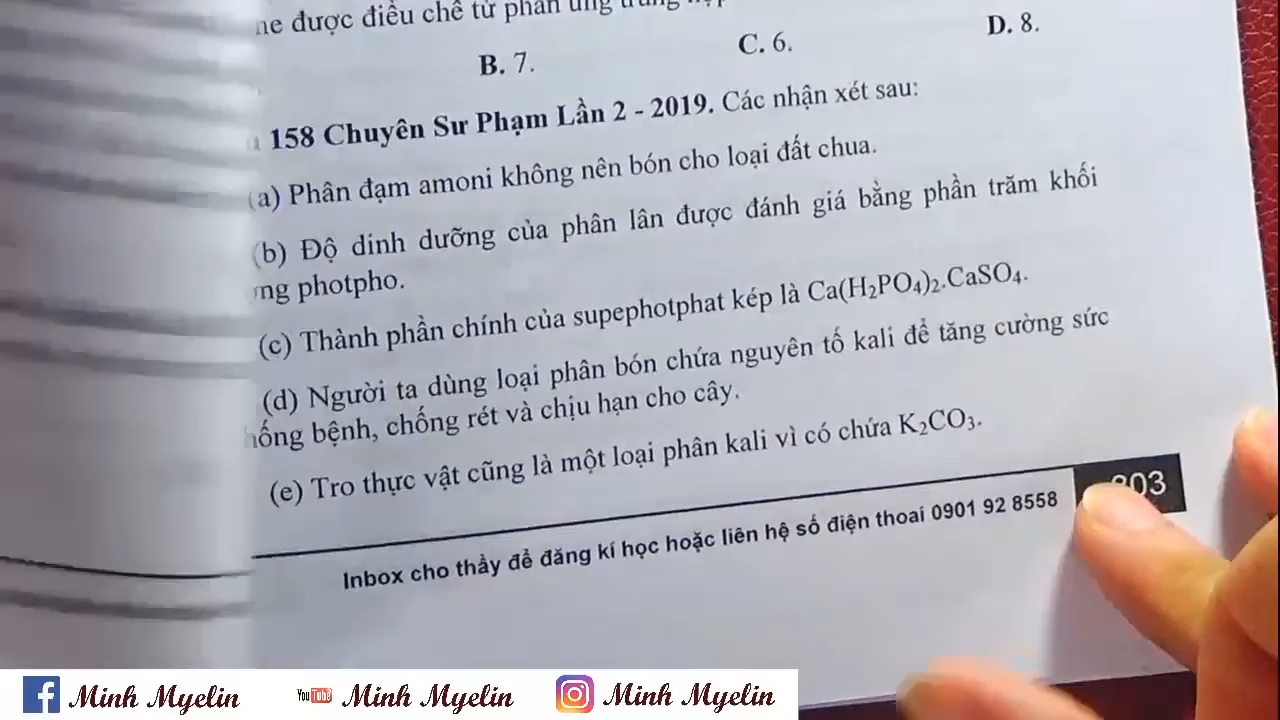 ne được điều chế từ phản ứng trùng
B. 7.
C. 6.
D. 8.
158 Chuyên Sư Phạm Lần 2 - 2019. Các nhận xét sau:
(a) Phân đạm amoni không nên bón cho loại đất chua.
(b) Độ dinh dưỡng của phân lân được đánh giá bằng phần trăm khối
ng photpho.
(c) Thành phần chính của supephotphat kép là Ca(H₂PO₄)₂.CaSO₄.
(d) Người ta dùng loại phân bón chứa nguyên tố kali để tăng cường sức
hống bệnh, chống rét và chịu hạn cho cây.
(e) Tro thực vật cũng là một loại phân kali vì có chứa K₂CO₃.
Inbox cho thầy để đăng kí học hoặc liên hệ số điện thoai 0901 92 8558
03
Minh Myelin
YouTube Minh Myelin
Minh Myelin